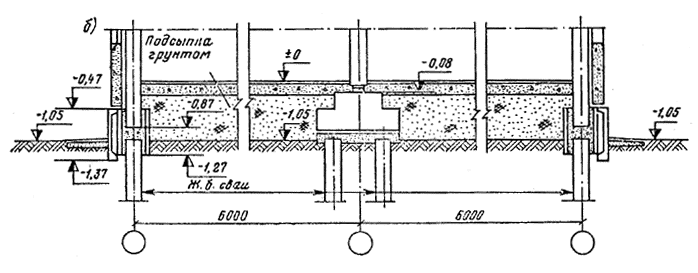 б)
Подсыпка
грунтом
±0
-0,08
-0,47
-0,87
-1,05
-1,05
-1,05
-1,37
-1,27
Ж.б. сваи
6000
6000